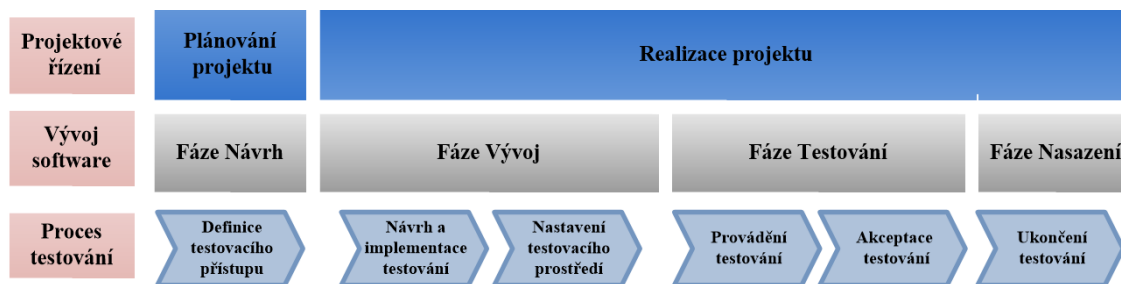 Projektové
řízení
Plánování
projektu
Realizace projektu
Vývoj
software
Fáze Návrh
Fáze Vývoj
Fáze Testování
Fáze Nasazení
Proces
testování
Definice
testovacího
přístupu
Návrh a
implementace
testování
Nastavení
testovacího
prostředí
Provádění
testování
Akceptace
testování
Ukončení
testování